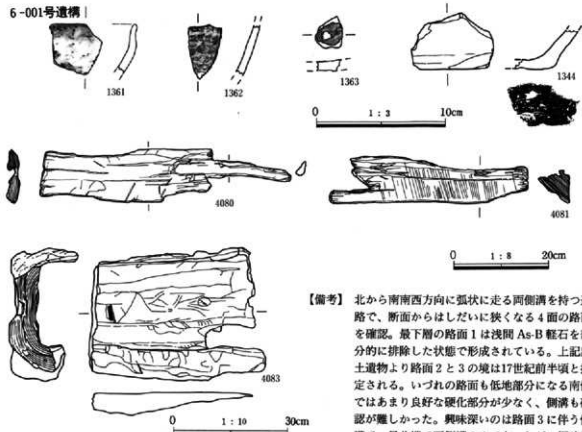 6-001号遺構
1361
1362
1363
1344
1:3
10cm
4080
4081
1:8
20cm
4083
1:10
30cm
【備考】 北から南南西方向に弧状に走る両側溝を持つ
路で、断面からはしだいに狭くなる4面の路
を確認。最下層の路面1は浅間 As-B 軽石を
分的に排除した状態で形成されている。上記
土遺物より路面2と3の境は17世紀前半頃と
定される。いづれの路面も低地部分になる南
ではあまり良好な硬化部分が少なく、側溝も
認が難しかった。興味深いのは路面3に伴う